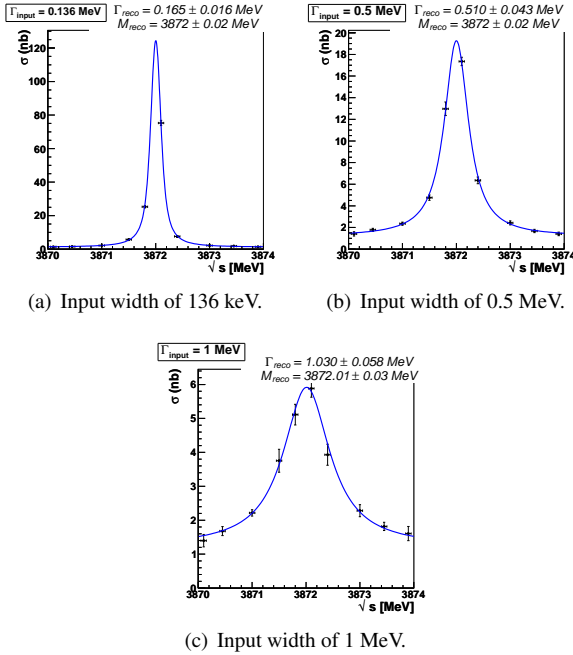 Γinput = 0.136 MeV
Γreco = 0.165 ± 0.016 MeV
Mreco = 3872 ± 0.02 MeV
σ (nb)
120
100
80
60
40
20
0
3870 3871 3872 3873 3874
√s [MeV]
(a) Input width of 136 keV.
Γinput = 0.5 MeV
Γreco = 0.510 ± 0.043 MeV
Mreco = 3872 ± 0.02 MeV
σ (nb)
20
18
16
14
12
10
8
6
4
2
0
3870 3871 3872 3873 3874
√s [MeV]
(b) Input width of 0.5 MeV.
Γinput = 1 MeV
Γreco = 1.030 ± 0.058 MeV
Mreco = 3872.01 ± 0.03 MeV
σ (nb)
6
5
4
3
2
1
0
3870 3871 3872 3873 3874
√s [MeV]
(c) Input width of 1 MeV.